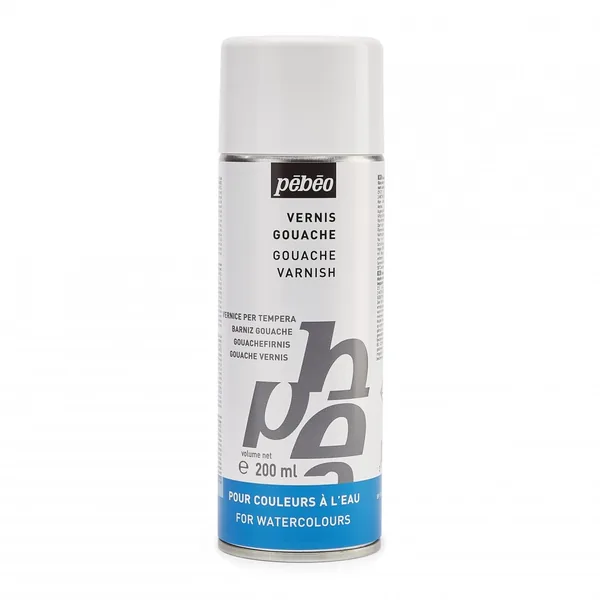 pēbēo
VERNIS
GOUACHE
GOUACHE
VARNISH
VERNICE PER TEMPERA
BARNIZ GOUACHE
GOUACHEFIRNIS
GOUACHE VERNIS
volume net
℮ 200 ml
POUR COULEURS À L'EAU
FOR WATERCOLOURS